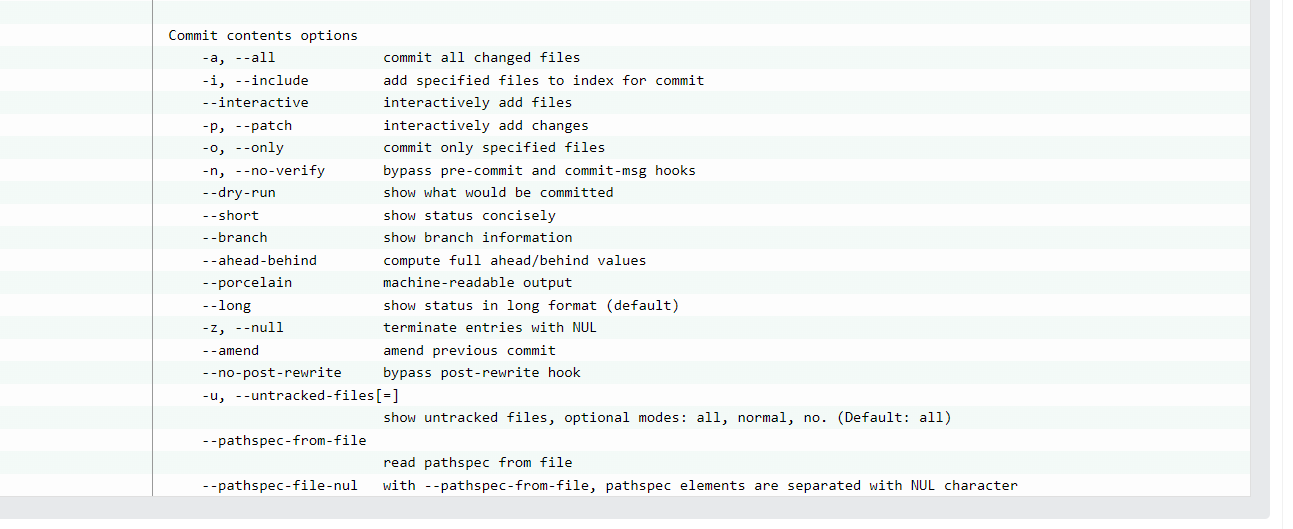 Commit contents options
-a, --all commit all changed files
-i, --include add specified files to index for commit
--interactive interactively add files
-p, --patch interactively add changes
-o, --only commit only specified files
-n, --no-verify bypass pre-commit and commit-msg hooks
--dry-run show what would be committed
--short show status concisely
--branch show branch information
--ahead-behind compute full ahead/behind values
--porcelain machine-readable output
--long show status in long format (default)
-z, --null terminate entries with NUL
--amend amend previous commit
--no-post-rewrite bypass post-rewrite hook
-u, --untracked-files[=]
show untracked files, optional modes: all, normal, no. (Default: all)
--pathspec-from-file
read pathspec from file
--pathspec-file-nul with --pathspec-from-file, pathspec elements are separated with NUL character